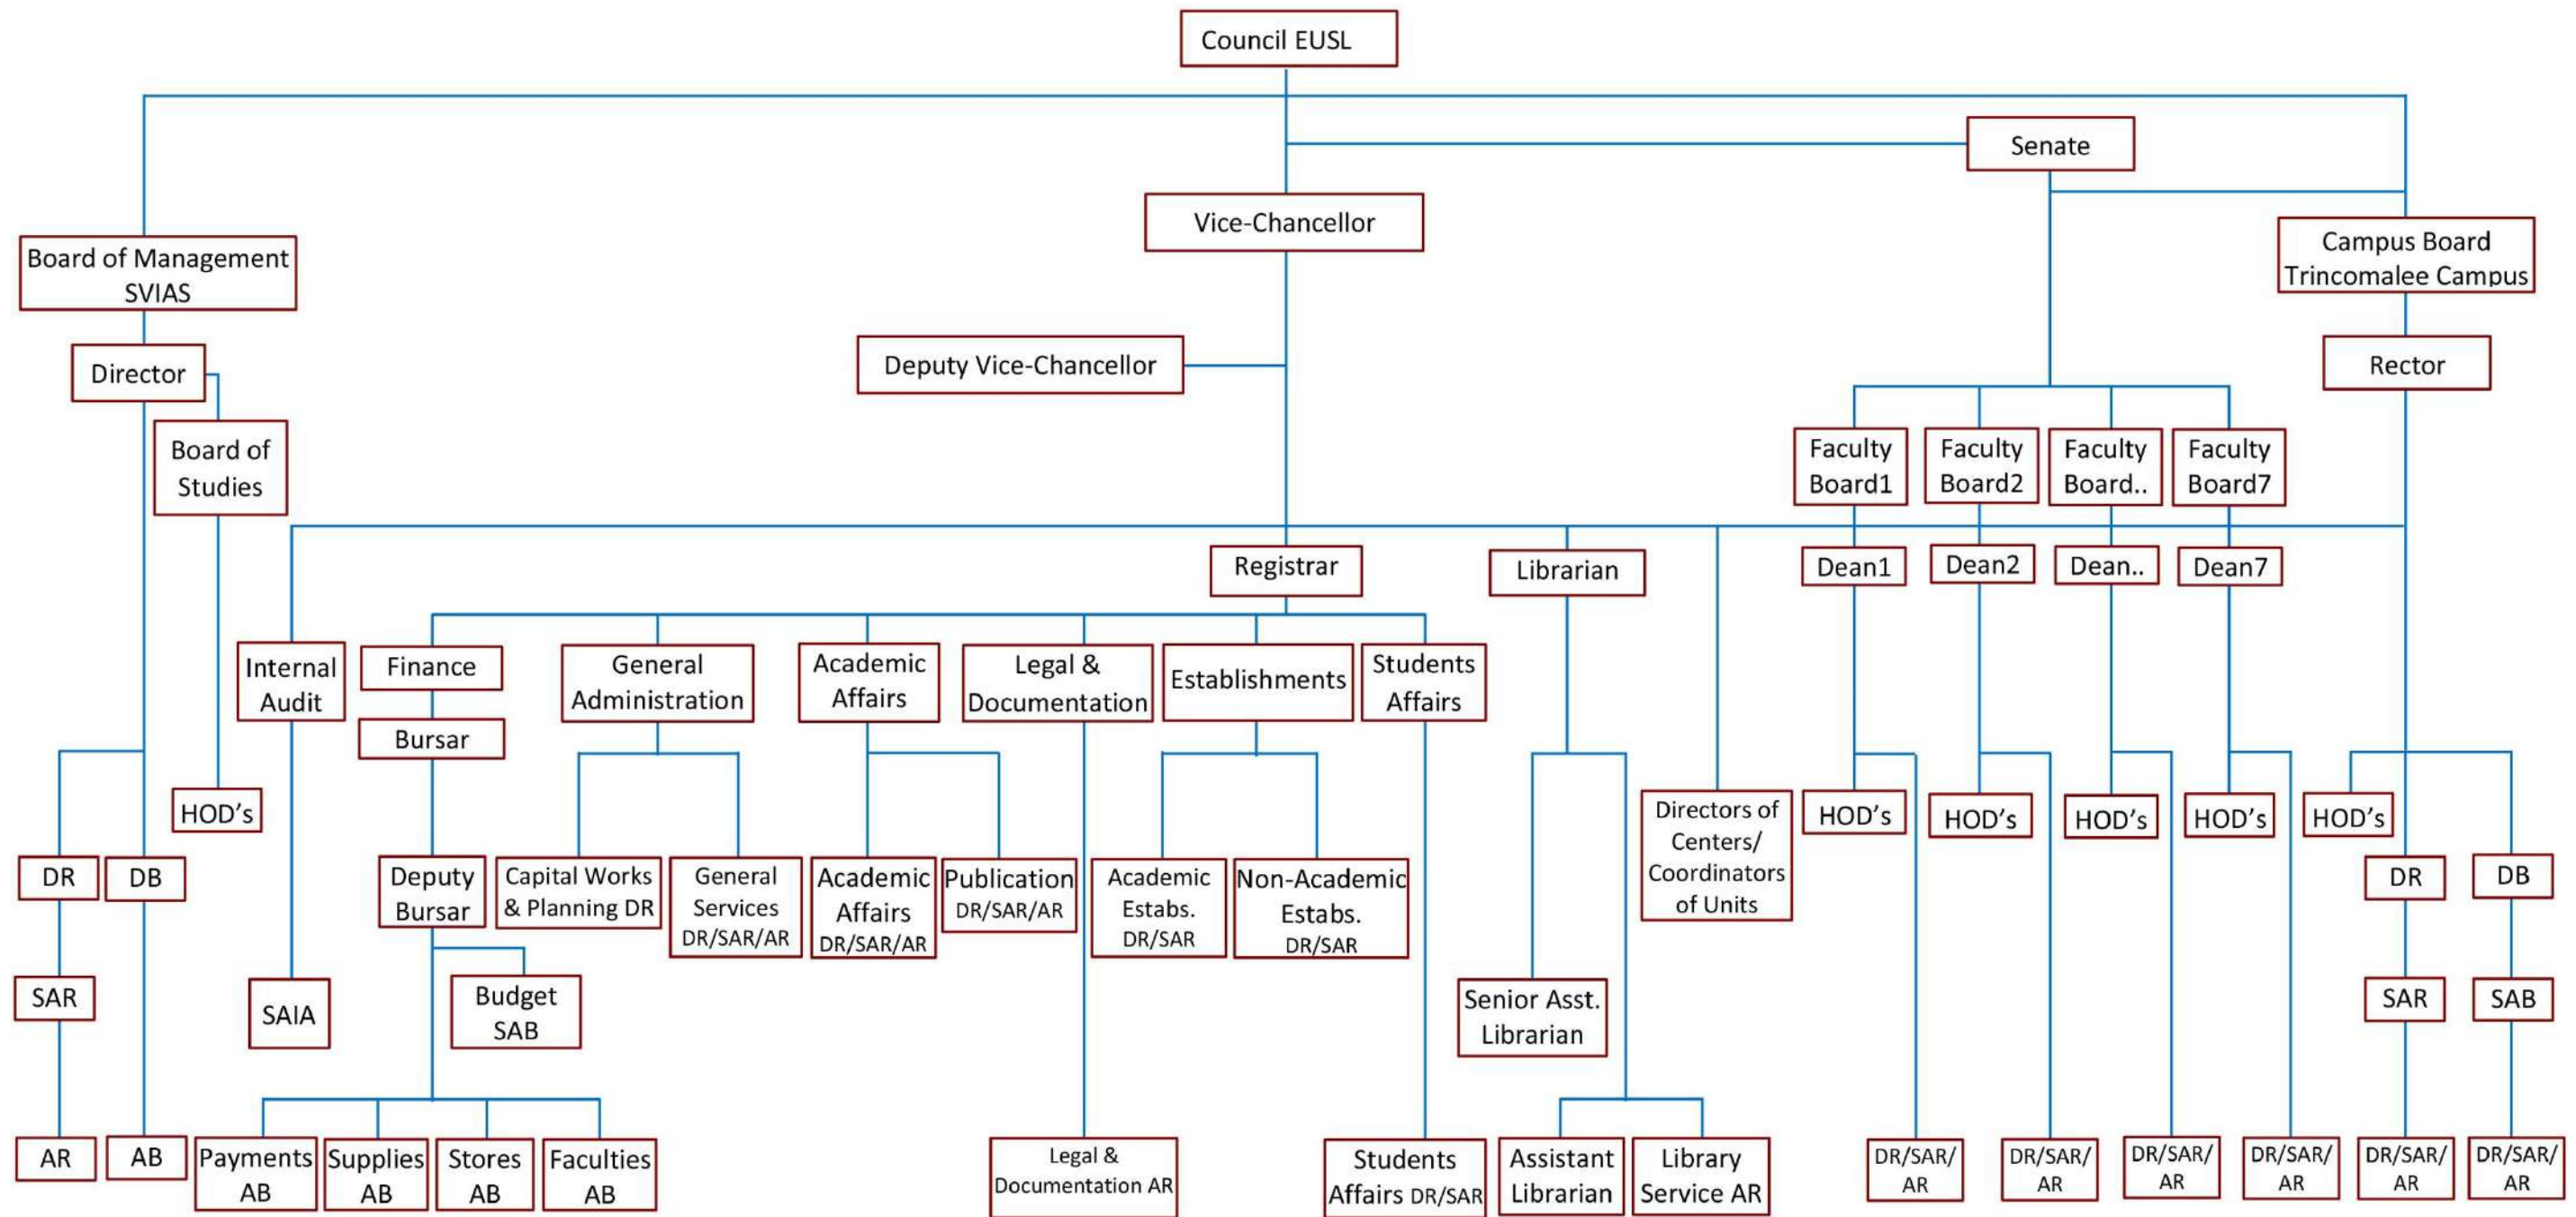 Council EUSL
Senate
Vice-Chancellor
Board of Management
SVIAS
Campus Board
Trincomalee Campus
Director
Deputy Vice-Chancellor
Rector
Board of
Studies
Faculty
Board1
Faculty
Board2
Faculty
Board..
Faculty
Board7
Registrar
Librarian
Dean1
Dean2
Dean..
Dean7
Internal
Audit
Finance
General
Administration
Academic
Affairs
Legal &
Documentation
Establishments
Students
Affairs
Bursar
HOD's
Directors of
Centers/
Coordinators
of Units
HOD's
HOD's
HOD's
HOD's
HOD's
DR
DB
Deputy
Bursar
Capital Works
& Planning DR
General
Services
DR/SAR/AR
Academic
Affairs
DR/SAR/AR
Publication
DR/SAR/AR
Academic
Estabs.
DR/SAR
Non-Academic
Estabs.
DR/SAR
DR
DB
SAR
SAIA
Budget
SAB
Senior Asst.
Librarian
SAR
SAB
AR
AB
Payments
AB
Supplies
AB
Stores
AB
Faculties
AB
Legal &
Documentation AR
Students
Affairs DR/SAR
Assistant
Librarian
Library
Service AR
DR/SAR/
AR
DR/SAR/
AR
DR/SAR/
AR
DR/SAR/
AR
DR/SAR/
AR
DR/SAR/
AR